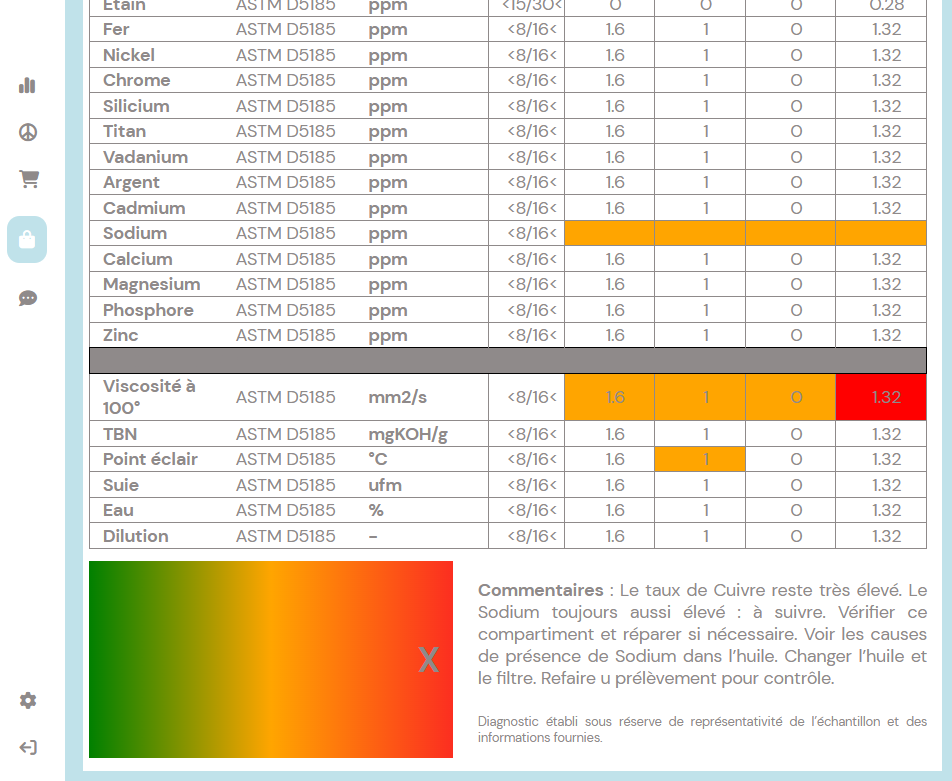 Etain ASTM D5185 ppm <15/30< 0 0 0 0.28
Fer ASTM D5185 ppm <8/16< 1.6 1 0 1.32
Nickel ASTM D5185 ppm <8/16< 1.6 1 0 1.32
Chrome ASTM D5185 ppm <8/16< 1.6 1 0 1.32
Silicium ASTM D5185 ppm <8/16< 1.6 1 0 1.32
Titan ASTM D5185 ppm <8/16< 1.6 1 0 1.32
Vadanium ASTM D5185 ppm <8/16< 1.6 1 0 1.32
Argent ASTM D5185 ppm <8/16< 1.6 1 0 1.32
Cadmium ASTM D5185 ppm <8/16< 1.6 1 0 1.32
Sodium ASTM D5185 ppm <8/16<
Calcium ASTM D5185 ppm <8/16< 1.6 1 0 1.32
Magnesium ASTM D5185 ppm <8/16< 1.6 1 0 1.32
Phosphore ASTM D5185 ppm <8/16< 1.6 1 0 1.32
Zinc ASTM D5185 ppm <8/16< 1.6 1 0 1.32
Viscosité à
100° ASTM D5185 mm2/s <8/16< 1.6 1 0 1.32
TBN ASTM D5185 mgKOH/g <8/16< 1.6 1 0 1.32
Point éclair ASTM D5185 °C <8/16< 1.6 1 0 1.32
Suie ASTM D5185 ufm <8/16< 1.6 1 0 1.32
Eau ASTM D5185 % <8/16< 1.6 1 0 1.32
Dilution ASTM D5185 - <8/16< 1.6 1 0 1.32
X
Commentaires : Le taux de Cuivre reste très élevé. Le
Sodium toujours aussi élevé : à suivre. Vérifier ce
compartiment et réparer si nécessaire. Voir les causes
de présence de Sodium dans l'huile. Changer l'huile et
le filtre. Refaire u prélèvement pour contrôle.
Diagnostic établi sous réserve de représentativité de l'échantillon et des
informations fournies.